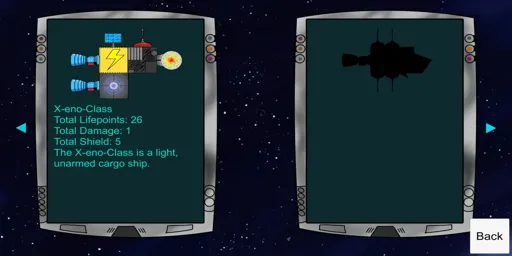 X-eno-Class
Total Lifepoints: 26
Total Damage: 1
Total Shield: 5
The X-eno-Class is a light,
unarmed cargo ship.
Back